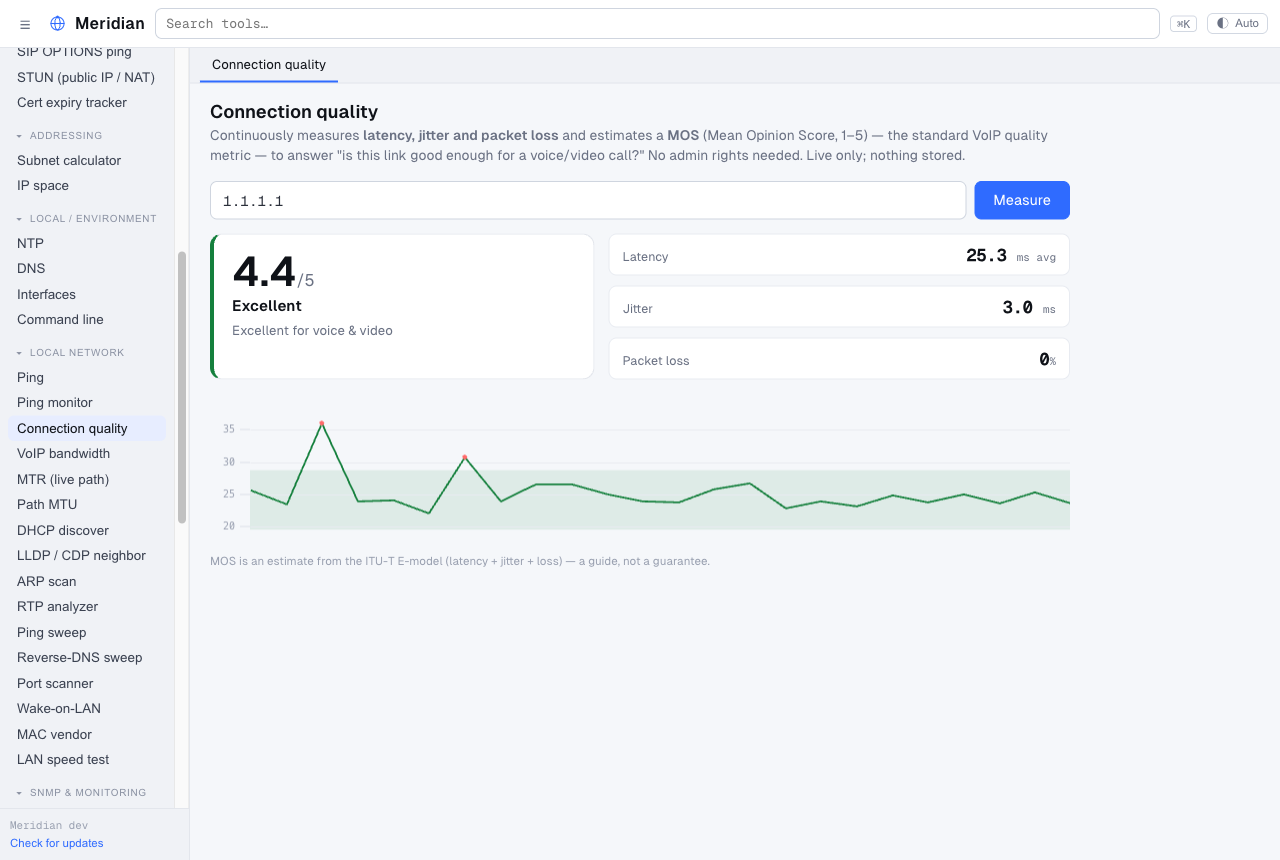 Meridian
Search tools…
⌘K
Auto
SIP OPTIONS ping
STUN (public IP / NAT)
Cert expiry tracker
ADDRESSING
Subnet calculator
IP space
LOCAL / ENVIRONMENT
NTP
DNS
Interfaces
Command line
LOCAL NETWORK
Ping
Ping monitor
Connection quality
VoIP bandwidth
MTR (live path)
Path MTU
DHCP discover
LLDP / CDP neighbor
ARP scan
RTP analyzer
Ping sweep
Reverse-DNS sweep
Port scanner
Wake-on-LAN
MAC vendor
LAN speed test
SNMP & MONITORING
Meridian dev
Check for updates
Connection quality
Connection quality
Continuously measures latency, jitter and packet loss and estimates a MOS (Mean Opinion Score, 1–5) — the standard VoIP quality
metric — to answer "is this link good enough for a voice/video call?" No admin rights needed. Live only; nothing stored.
1.1.1.1
Measure
4.4/5
Excellent
Excellent for voice & video
Latency
25.3 ms avg
Jitter
3.0 ms
Packet loss
0%
35
30
25
20
MOS is an estimate from the ITU-T E-model (latency + jitter + loss) — a guide, not a guarantee.